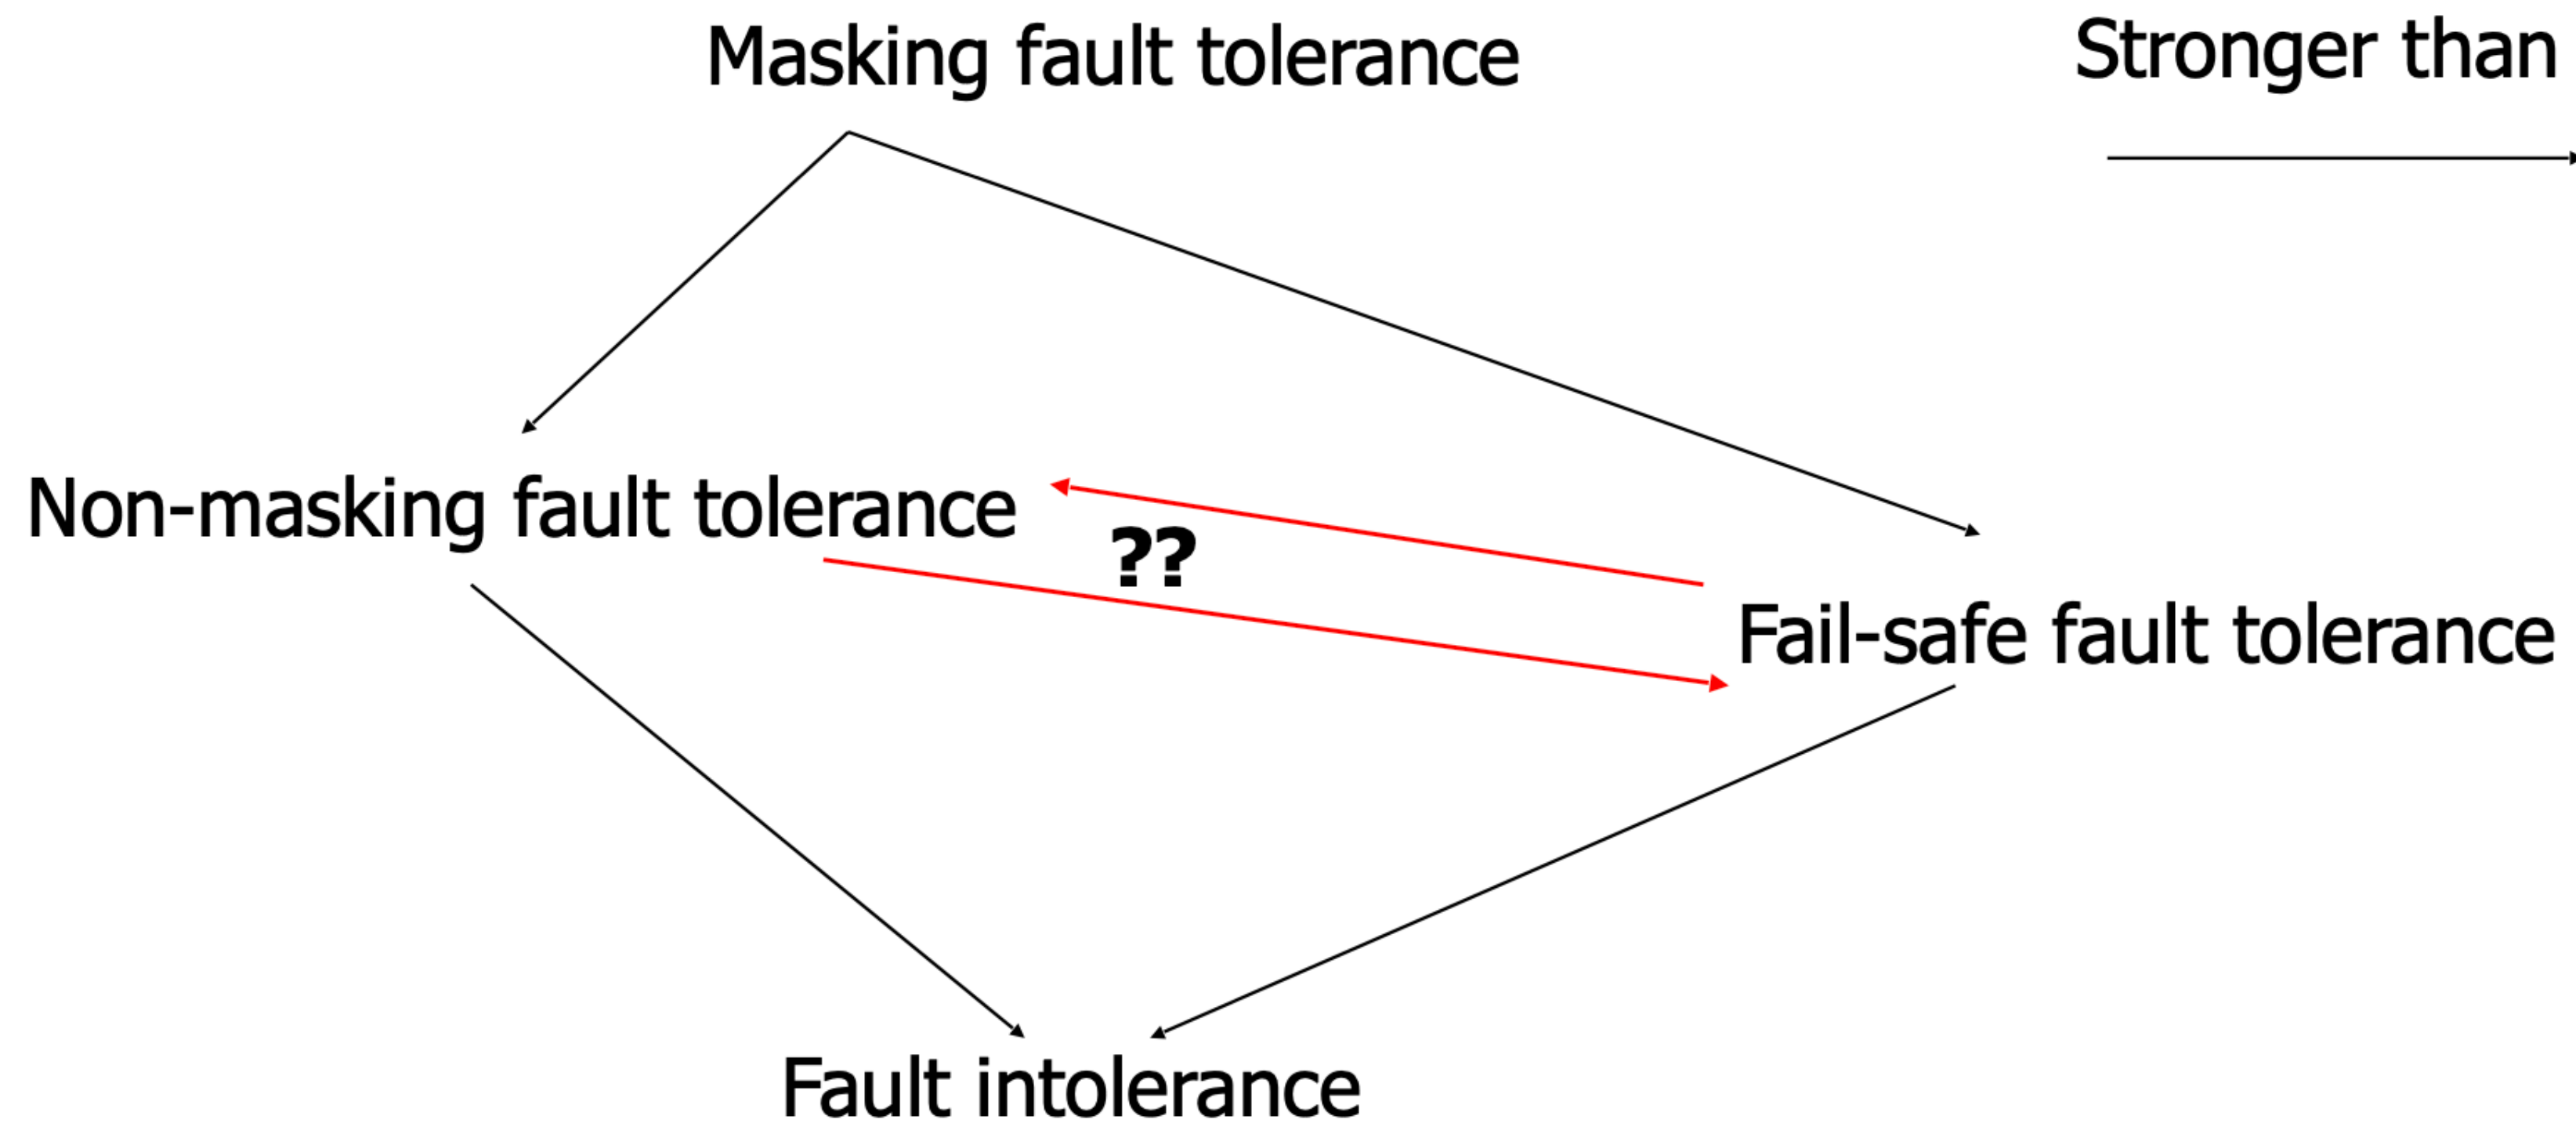 Masking fault tolerance
Stronger than
Non-masking fault tolerance
??
Fail-safe fault tolerance
Fault intolerance